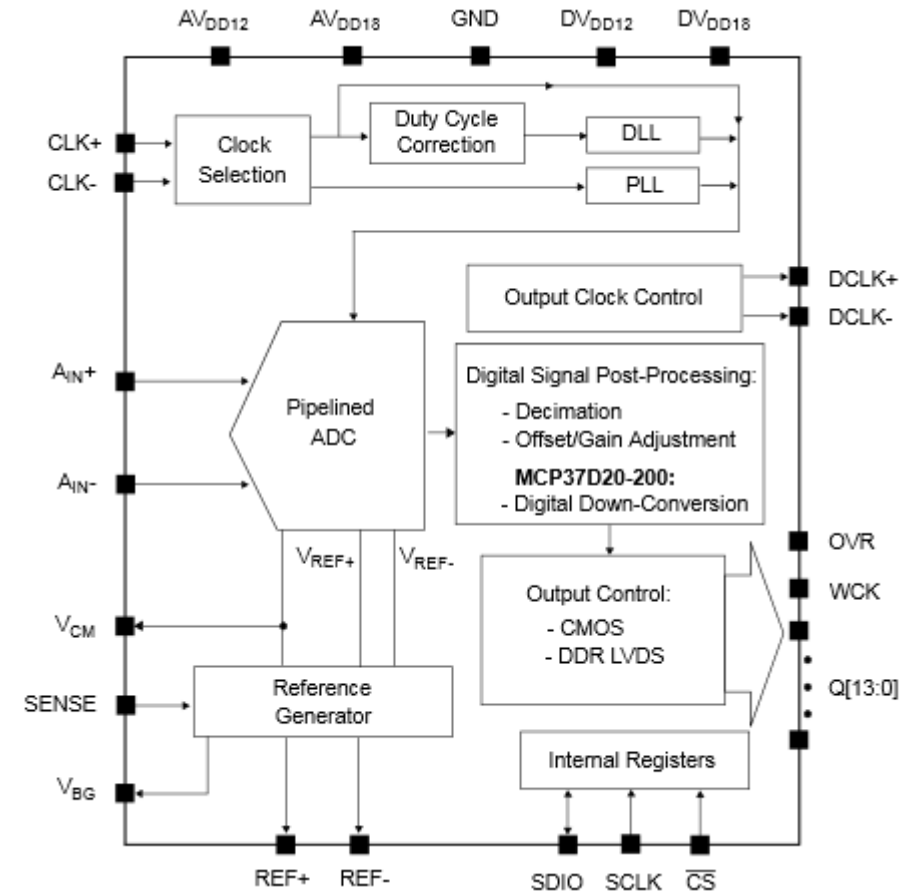 AVDD12 AVDD18 GND DVDD12 DVDD18
CLK+
CLK-
Clock
Selection
Duty Cycle
Correction
DLL
PLL
Output Clock Control
DCLK+
DCLK-
AIN+
AIN-
Pipelined
ADC
Digital Signal Post-Processing:
- Decimation
- Offset/Gain Adjustment
MCP37D20-200:
- Digital Down-Conversion
VREF+ VREF-
OVR
WCK
Q[13:0]
Output Control:
- CMOS
- DDR LVDS
VCM
SENSE
VBG
Reference
Generator
Internal Registers
REF+ REF- SDIO SCLK C̅S̅